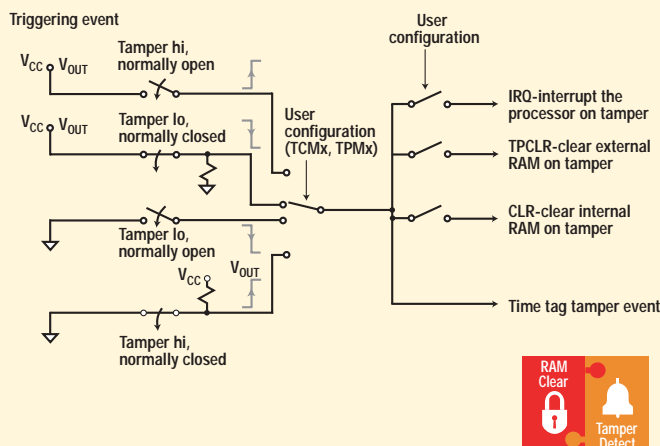 Triggering event
User
configuration
Tamper hi,
normally open
VCC VOUT
IRQ-interrupt the
processor on tamper
VCC VOUT
Tamper lo,
normally closed
User
configuration
(TCMx, TPMx)
TPCLR-clear external
RAM on tamper
CLR-clear internal
RAM on tamper
Tamper lo,
normally open
VCC
VOUT
Time tag tamper event
Tamper hi,
normally closed
RAM
Clear
Tamper
Detect